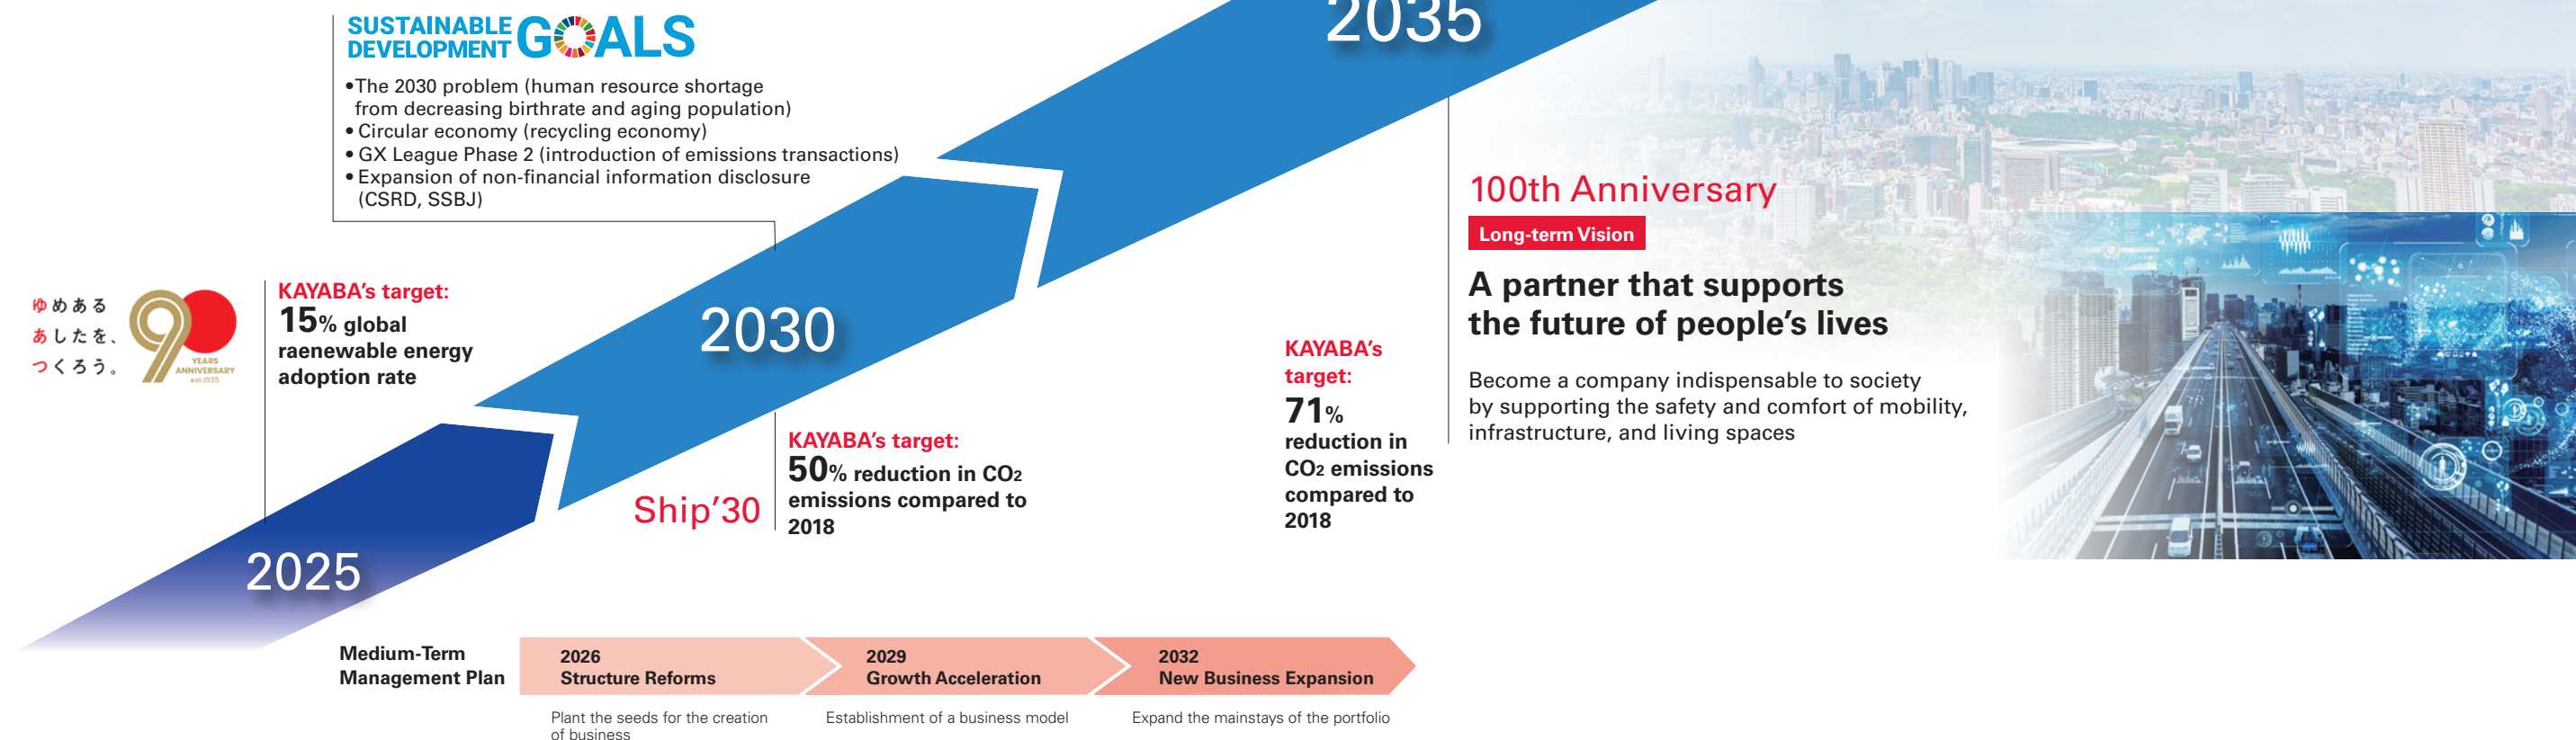 2035
SUSTAINABLE
DEVELOPMENT
GOALS
•The 2030 problem (human resource shortage
from decreasing birthrate and aging population)
• Circular economy (recycling economy)
• GX League Phase 2 (introduction of emissions transactions)
• Expansion of non-financial information disclosure
(CSRD, SSBJ)
100th Anniversary
Long-term Vision
A partner that supports
the future of people's lives
Become a company indispensable to society
by supporting the safety and comfort of mobility,
infrastructure, and living spaces
ゆめある
あしたを、
つくろう。
90
YEARS
ANNIVERSARY
est.1935
KAYABA's target:
15% global
raenewable energy
adoption rate
2030
KAYABA's
target:
71%
reduction in
CO2 emissions
compared to
2018
Ship'30
KAYABA's target:
50% reduction in CO2
emissions compared to
2018
2025
Medium-Term
Management Plan
2026
Structure Reforms
2029
Growth Acceleration
2032
New Business Expansion
Plant the seeds for the creation
of business
Establishment of a business model
Expand the mainstays of the portfolio